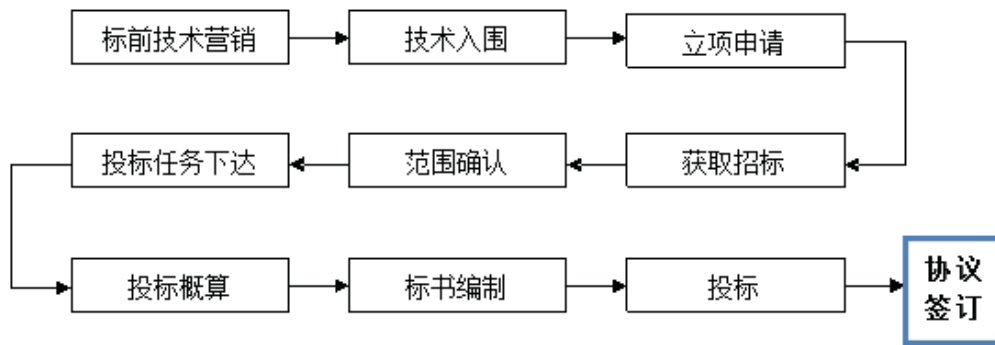 标前技术营销
技术入围
立项申请
投标任务下达
范围确认
获取招标
投标概算
标书编制
投标
协议
签订